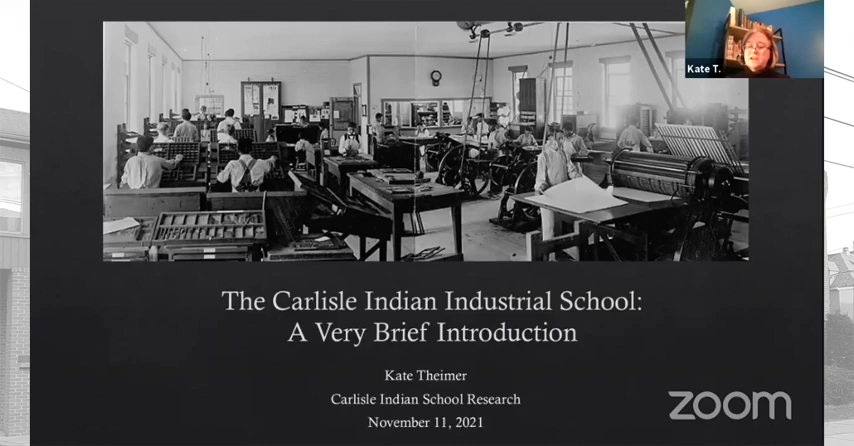 Kate T.
The Carlisle Indian Industrial School:
A Very Brief Introduction
Kate Theimer
Carlisle Indian School Research
November 11, 2021
zoom